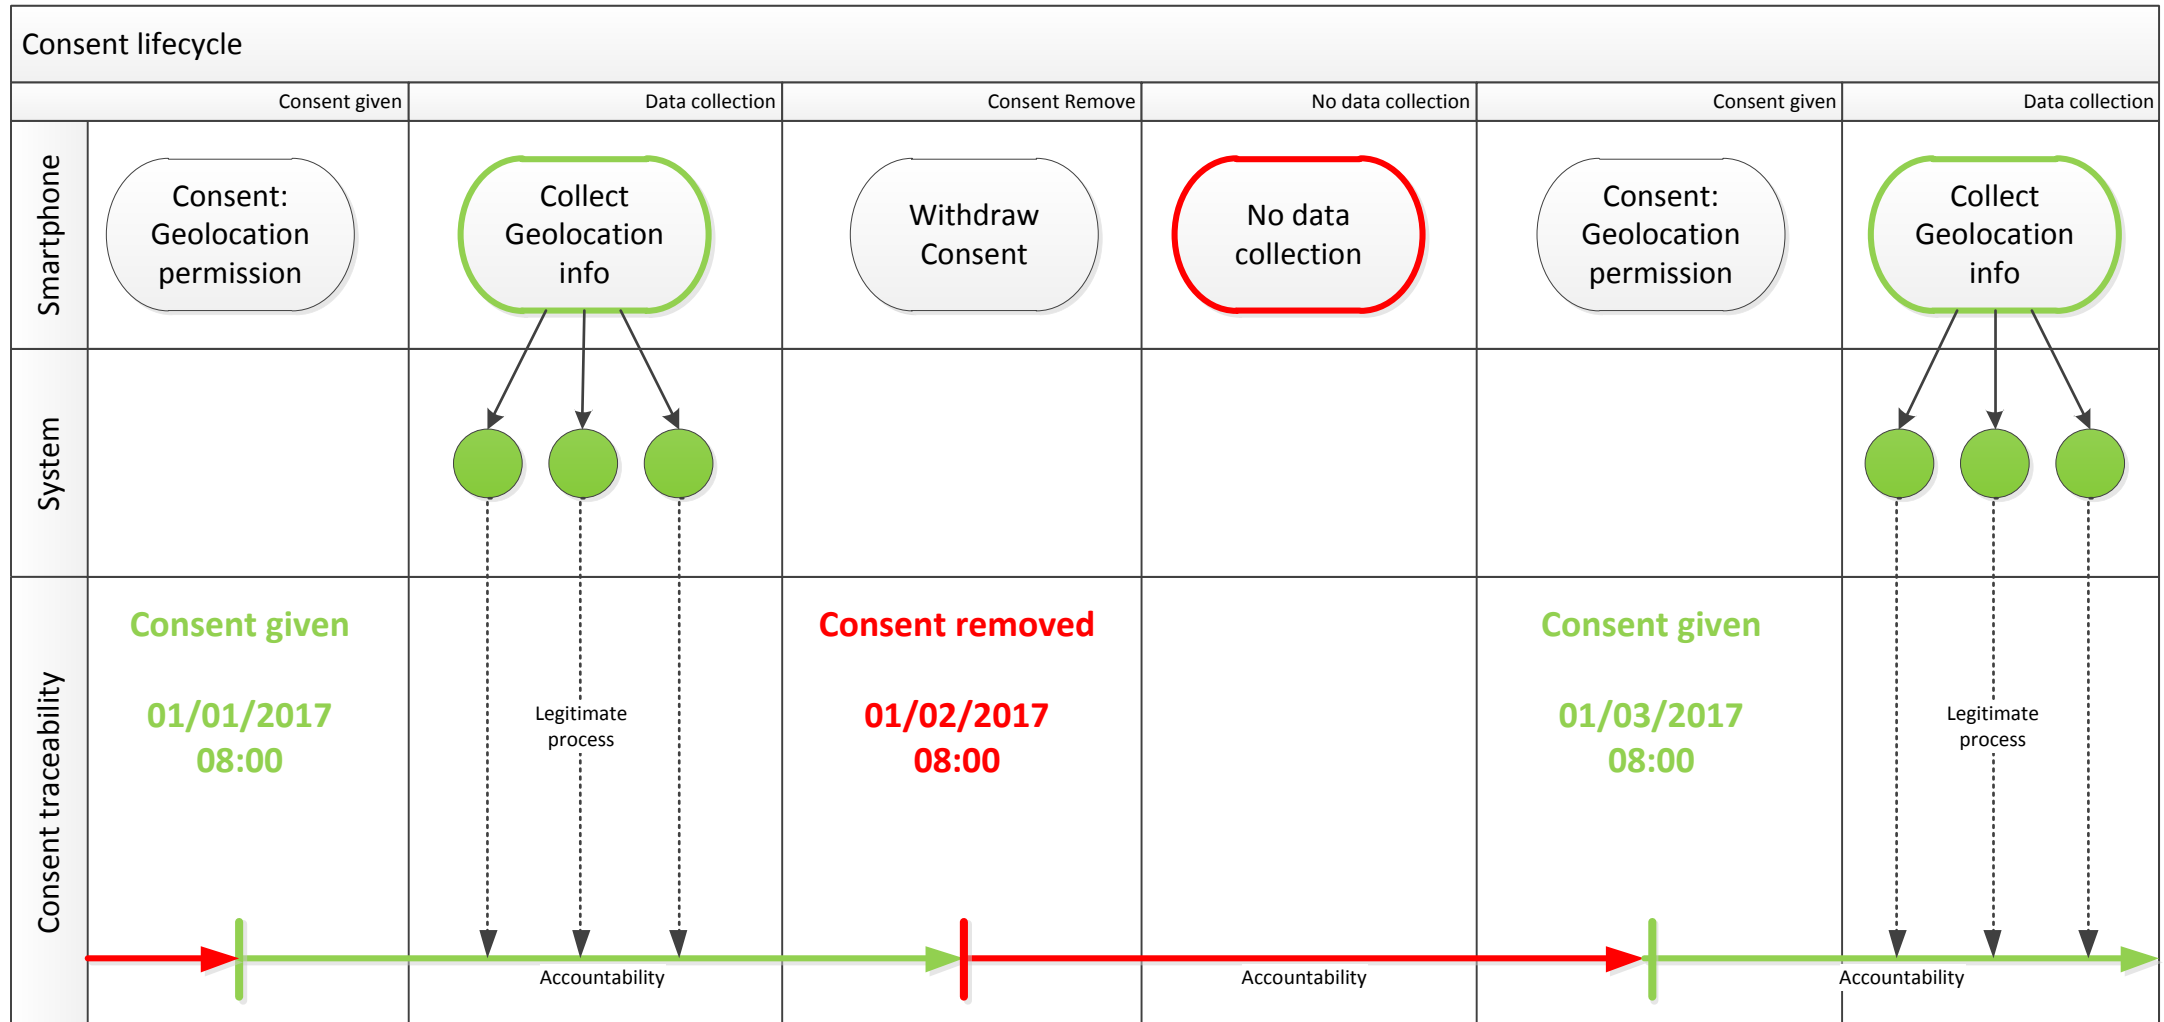 Consent lifecycle
Consent given
Data collection
Consent Remove
No data collection
Consent given
Data collection
Smartphone
Consent:
Geolocation
permission
Collect
Geolocation
info
Withdraw
Consent
No data
collection
Consent:
Geolocation
permission
Collect
Geolocation
info
System
Consent traceability
Consent given
01/01/2017
08:00
Legitimate
process
Consent removed
01/02/2017
08:00
Consent given
01/03/2017
08:00
Legitimate
process
Accountability
Accountability
Accountability